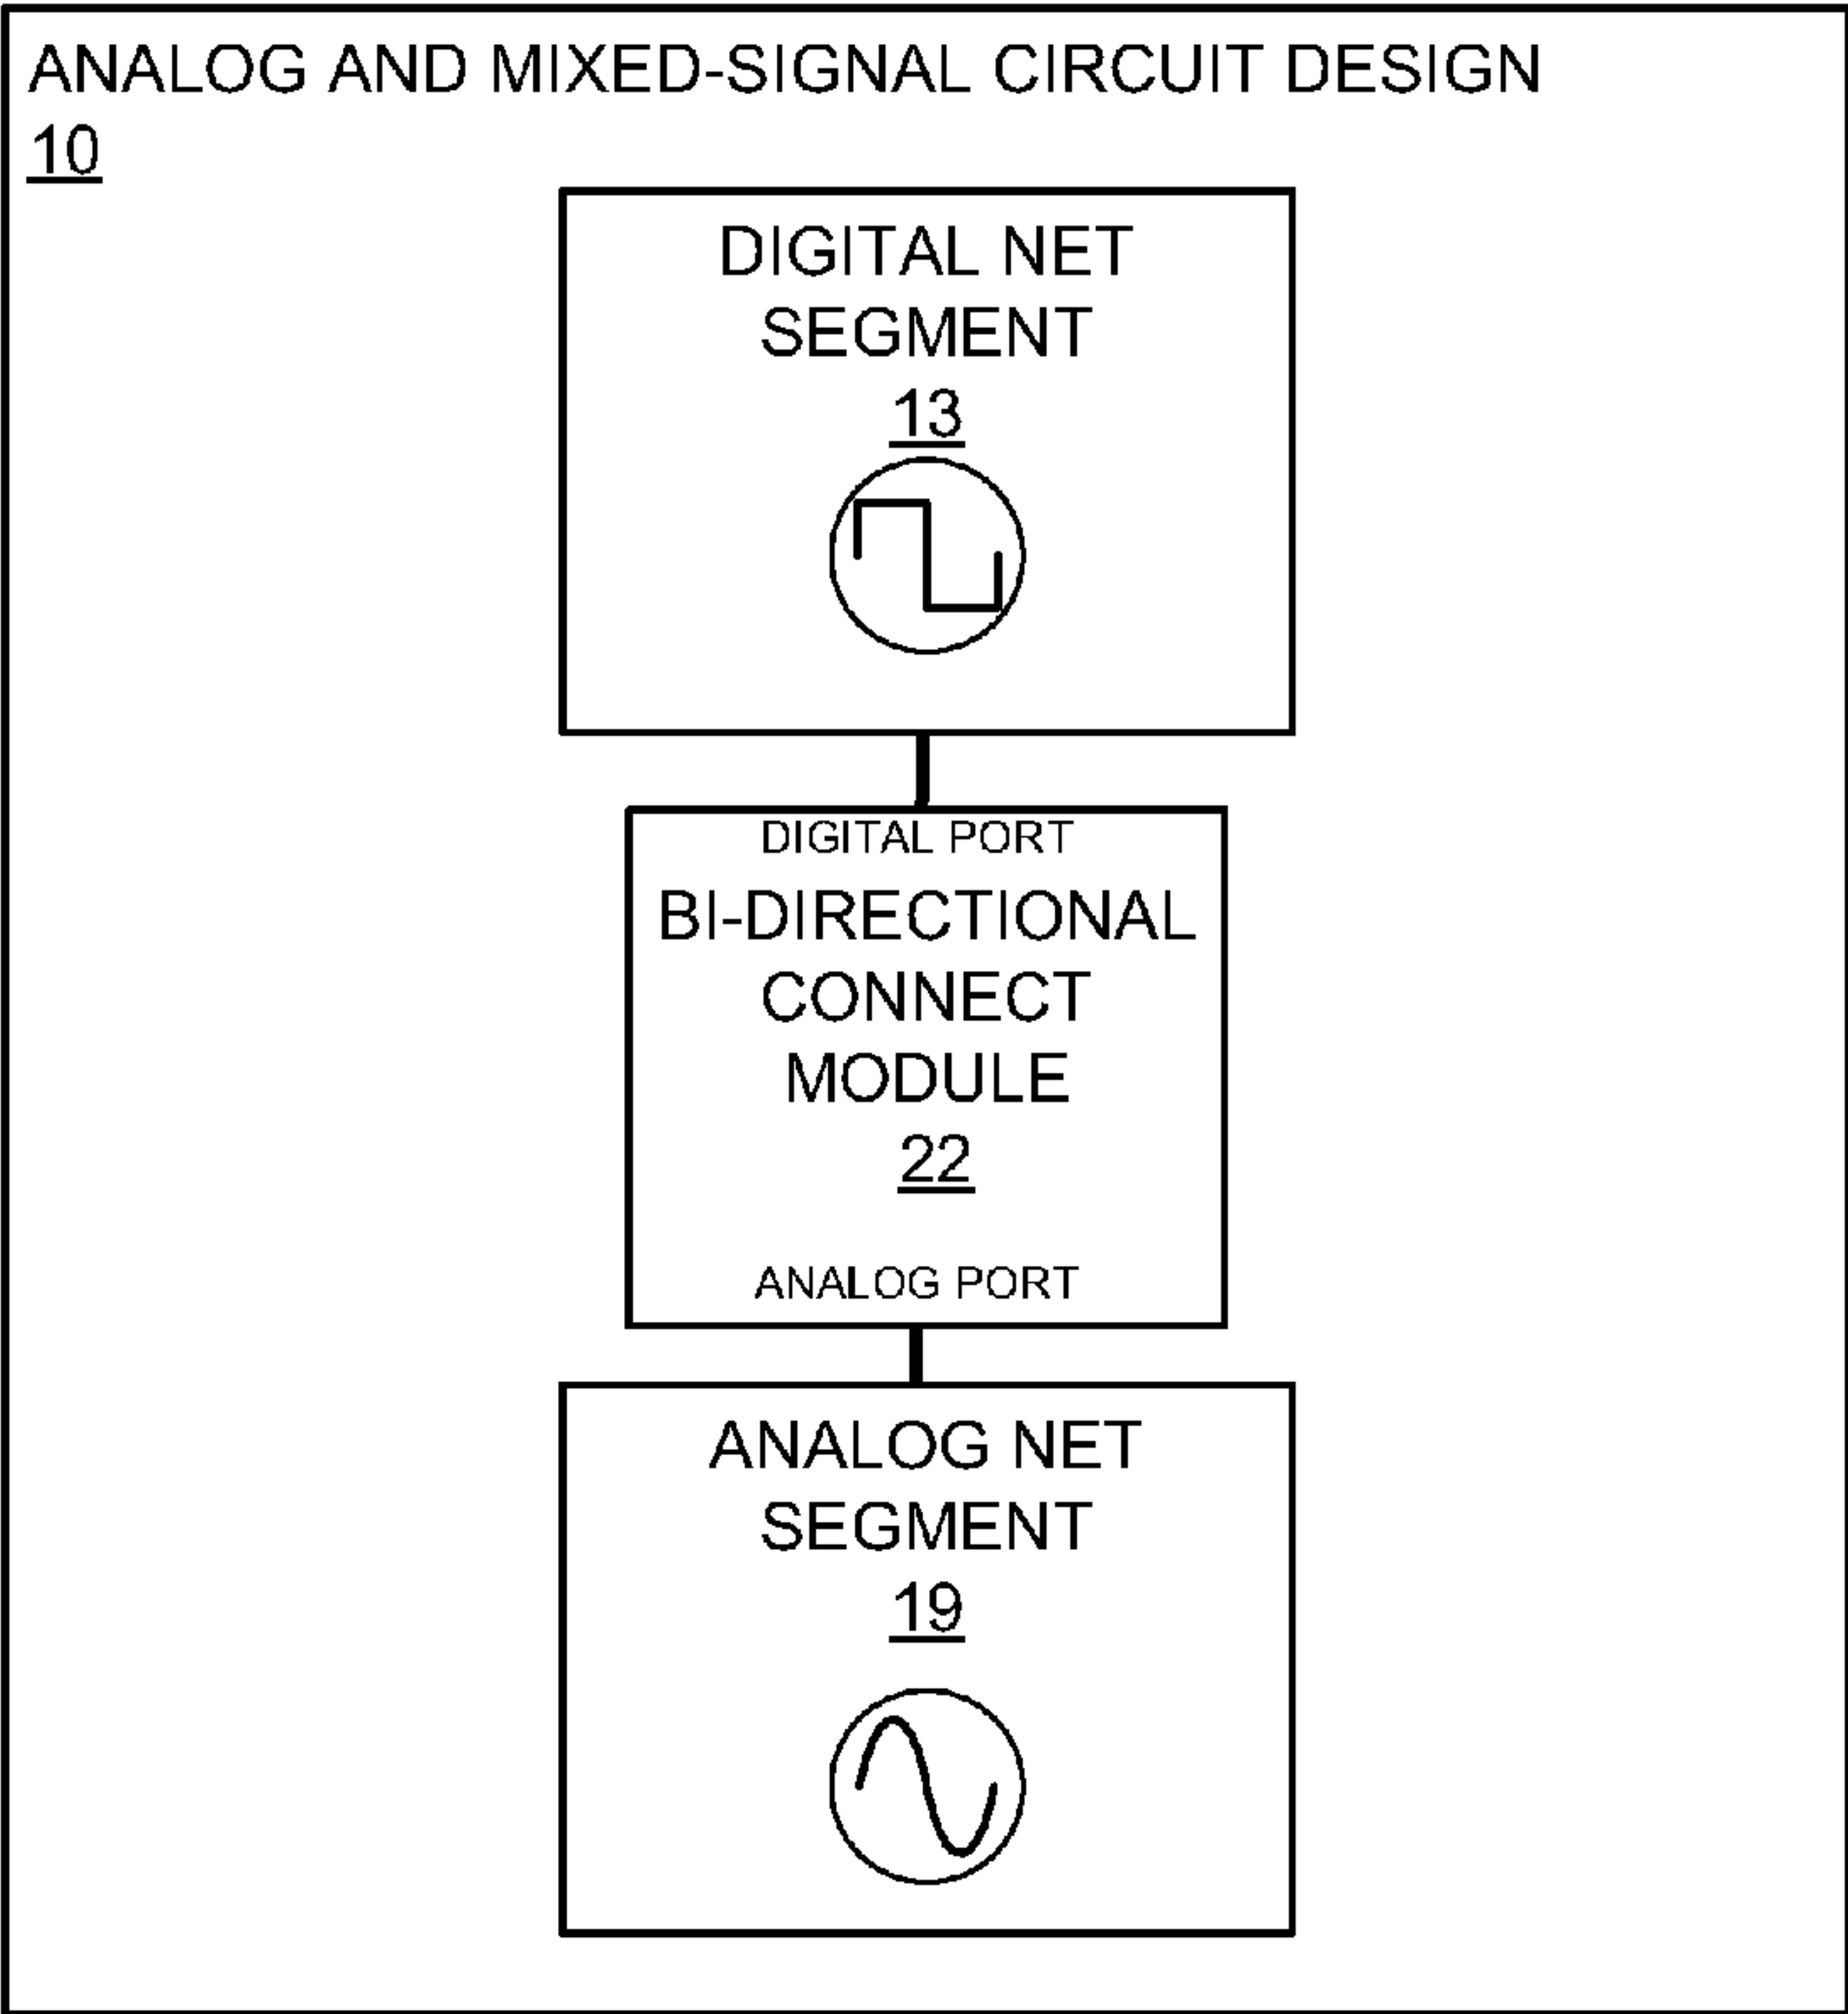 ANALOG AND MIXED-SIGNAL CIRCUIT DESIGN
10
DIGITAL NET
SEGMENT
13
DIGITAL PORT
BI-DIRECTIONAL
CONNECT
MODULE
22
ANALOG PORT
ANALOG NET
SEGMENT
19